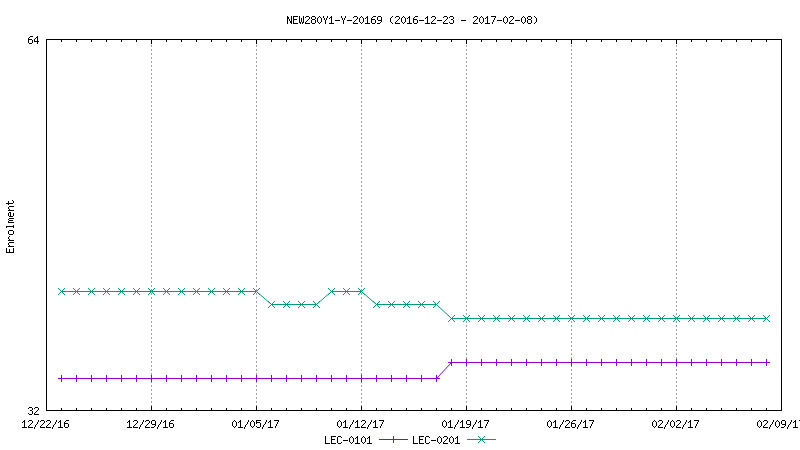 NEW280Y1-Y-20169 (2016-12-23 - 2017-02-08)
64
Enrolment
32
12/22/16 12/29/16 01/05/17 01/12/17 01/19/17 01/26/17 02/02/17 02/09/17
LEC-0101 LEC-0201